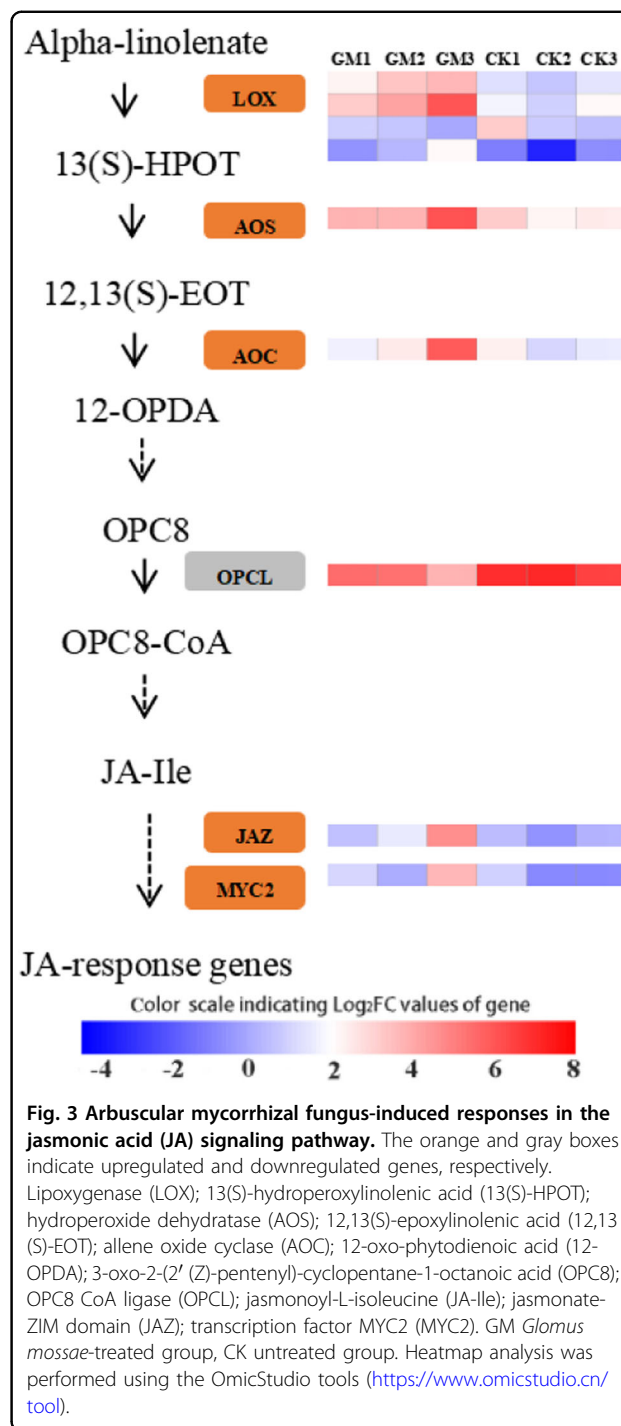 Alpha-linolenate
GM1 GM2 GM3 CK1 CK2 CK3
LOX
13(S)-HPOT
AOS
12,13(S)-EOT
AOC
12-OPDA
OPC8
OPCL
OPC8-CoA
JA-Ile
JAZ
MYC2
JA-response genes
Color scale indicating Log₂FC values of gene
-4 -2 0 2 4 6 8
Fig. 3 Arbuscular mycorrhizal fungus-induced responses in the
jasmonic acid (JA) signaling pathway. The orange and gray boxes
indicate upregulated and downregulated genes, respectively.
Lipoxygenase (LOX); 13(S)-hydroperoxylinolenic acid (13(S)-HPOT);
hydroperoxide dehydratase (AOS); 12,13(S)-epoxylinolenic acid (12,13
(S)-EOT); allene oxide cyclase (AOC); 12-oxo-phytodienoic acid (12-
OPDA); 3-oxo-2-(2′ (Z)-pentenyl)-cyclopentane-1-octanoic acid (OPC8);
OPC8 CoA ligase (OPCL); jasmonoyl-L-isoleucine (JA-Ile); jasmonate-
ZIM domain (JAZ); transcription factor MYC2 (MYC2). GM Glomus
mossae-treated group, CK untreated group. Heatmap analysis was
performed using the OmicStudio tools (https://www.omicstudio.cn/
tool).